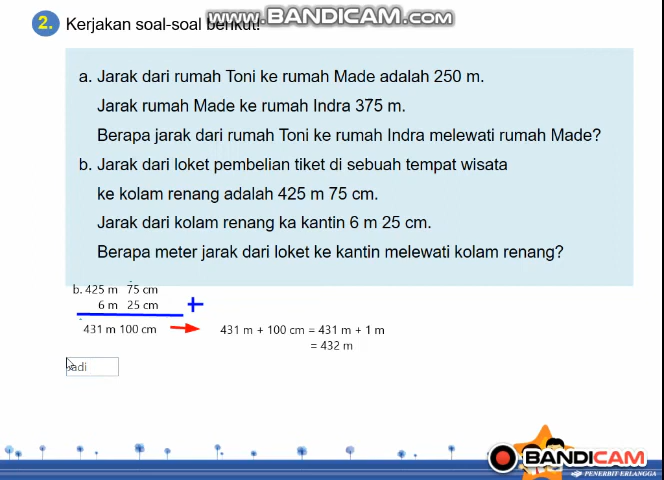 www.BANDICAM.com
2. Kerjakan soal-soal berikut!
a. Jarak dari rumah Toni ke rumah Made adalah 250 m.
Jarak rumah Made ke rumah Indra 375 m.
Berapa jarak dari rumah Toni ke rumah Indra melewati rumah Made?
b. Jarak dari loket pembelian tiket di sebuah tempat wisata
ke kolam renang adalah 425 m 75 cm.
Jarak dari kolam renang ka kantin 6 m 25 cm.
Berapa meter jarak dari loket ke kantin melewati kolam renang?
b. 425 m 75 cm
6 m 25 cm +
431 m 100 cm → 431 m + 100 cm = 431 m + 1 m
= 432 m
Jadi
BANDICAM
PENERBIT ERLANGGA